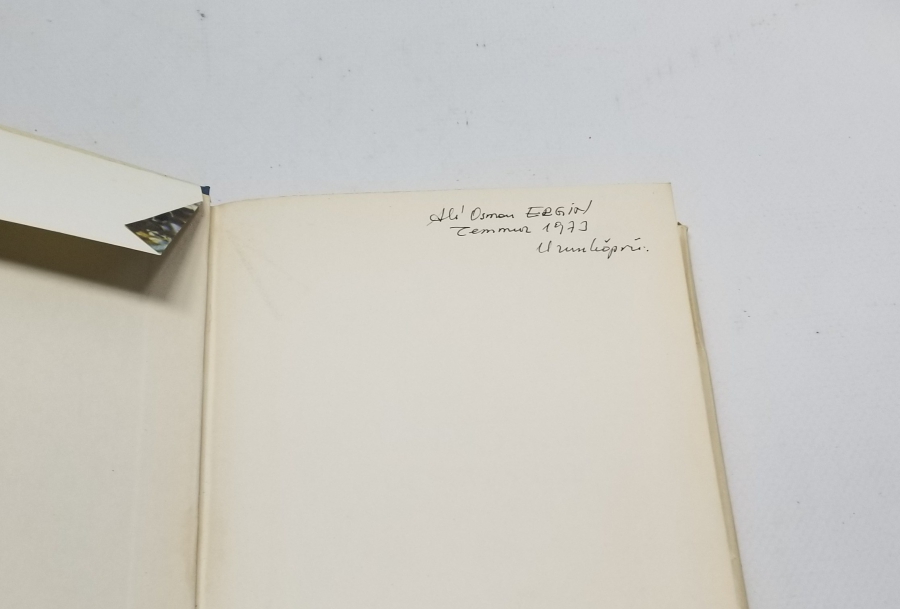 Ali Osman ERGİN
Temmuz 1973
Uzunköprü.